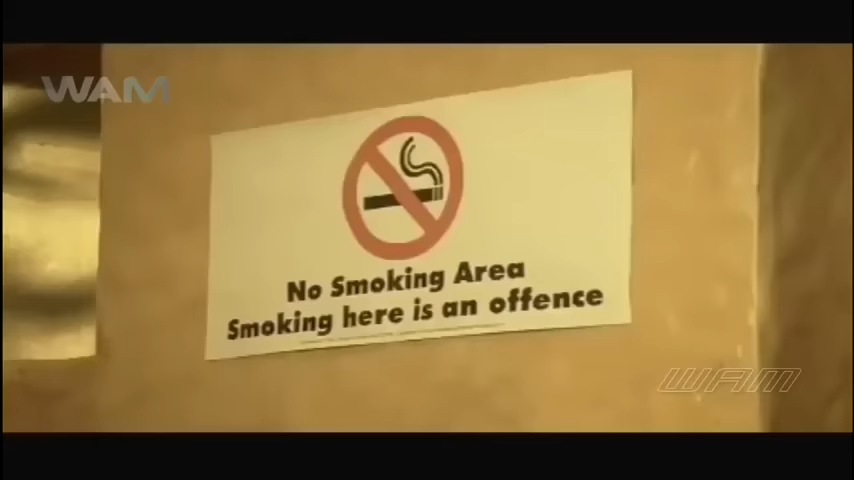 WAM
No Smoking Area
Smoking here is an offence
WAM